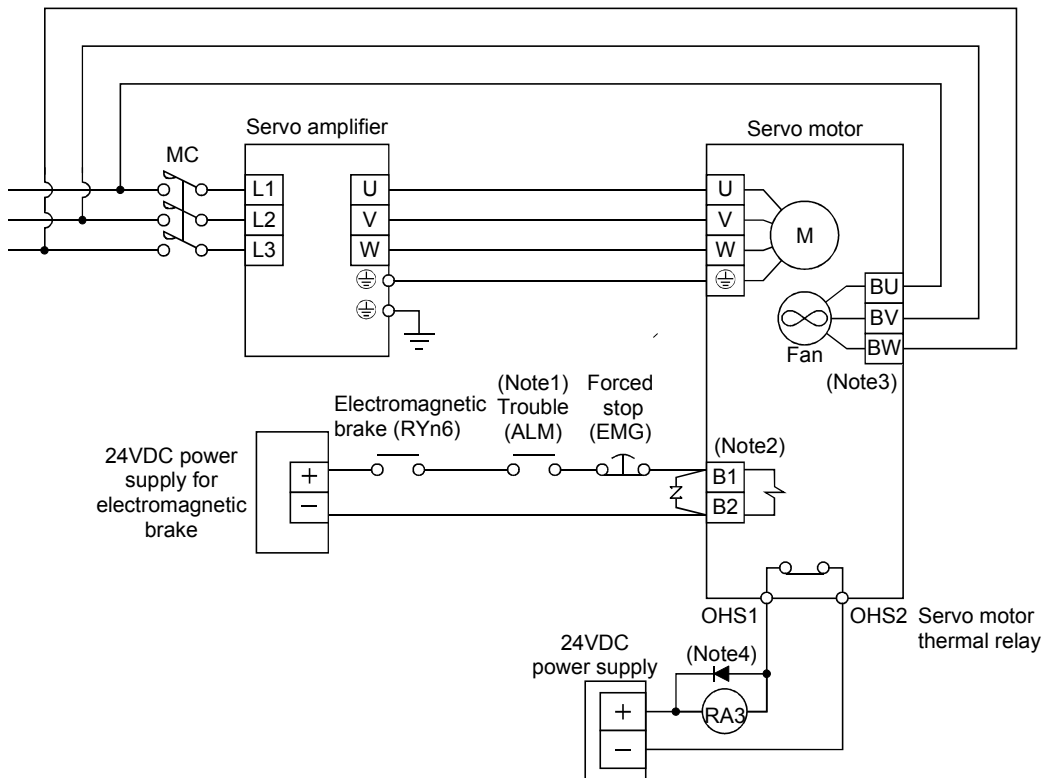 Servo amplifier
Servo motor
MC
L1
U
U
L2
V
V
M
L3
W
W
BU
BV
Fan
BW
(Note3)
Electromagnetic
brake (RYn6)
(Note1)
Trouble
(ALM)
Forced
stop
(EMG)
(Note2)
24VDC power
supply for
electromagnetic
brake
+
−
B1
B2
OHS1
OHS2
Servo motor
thermal relay
24VDC
power supply
(Note4)
+
RA3
−